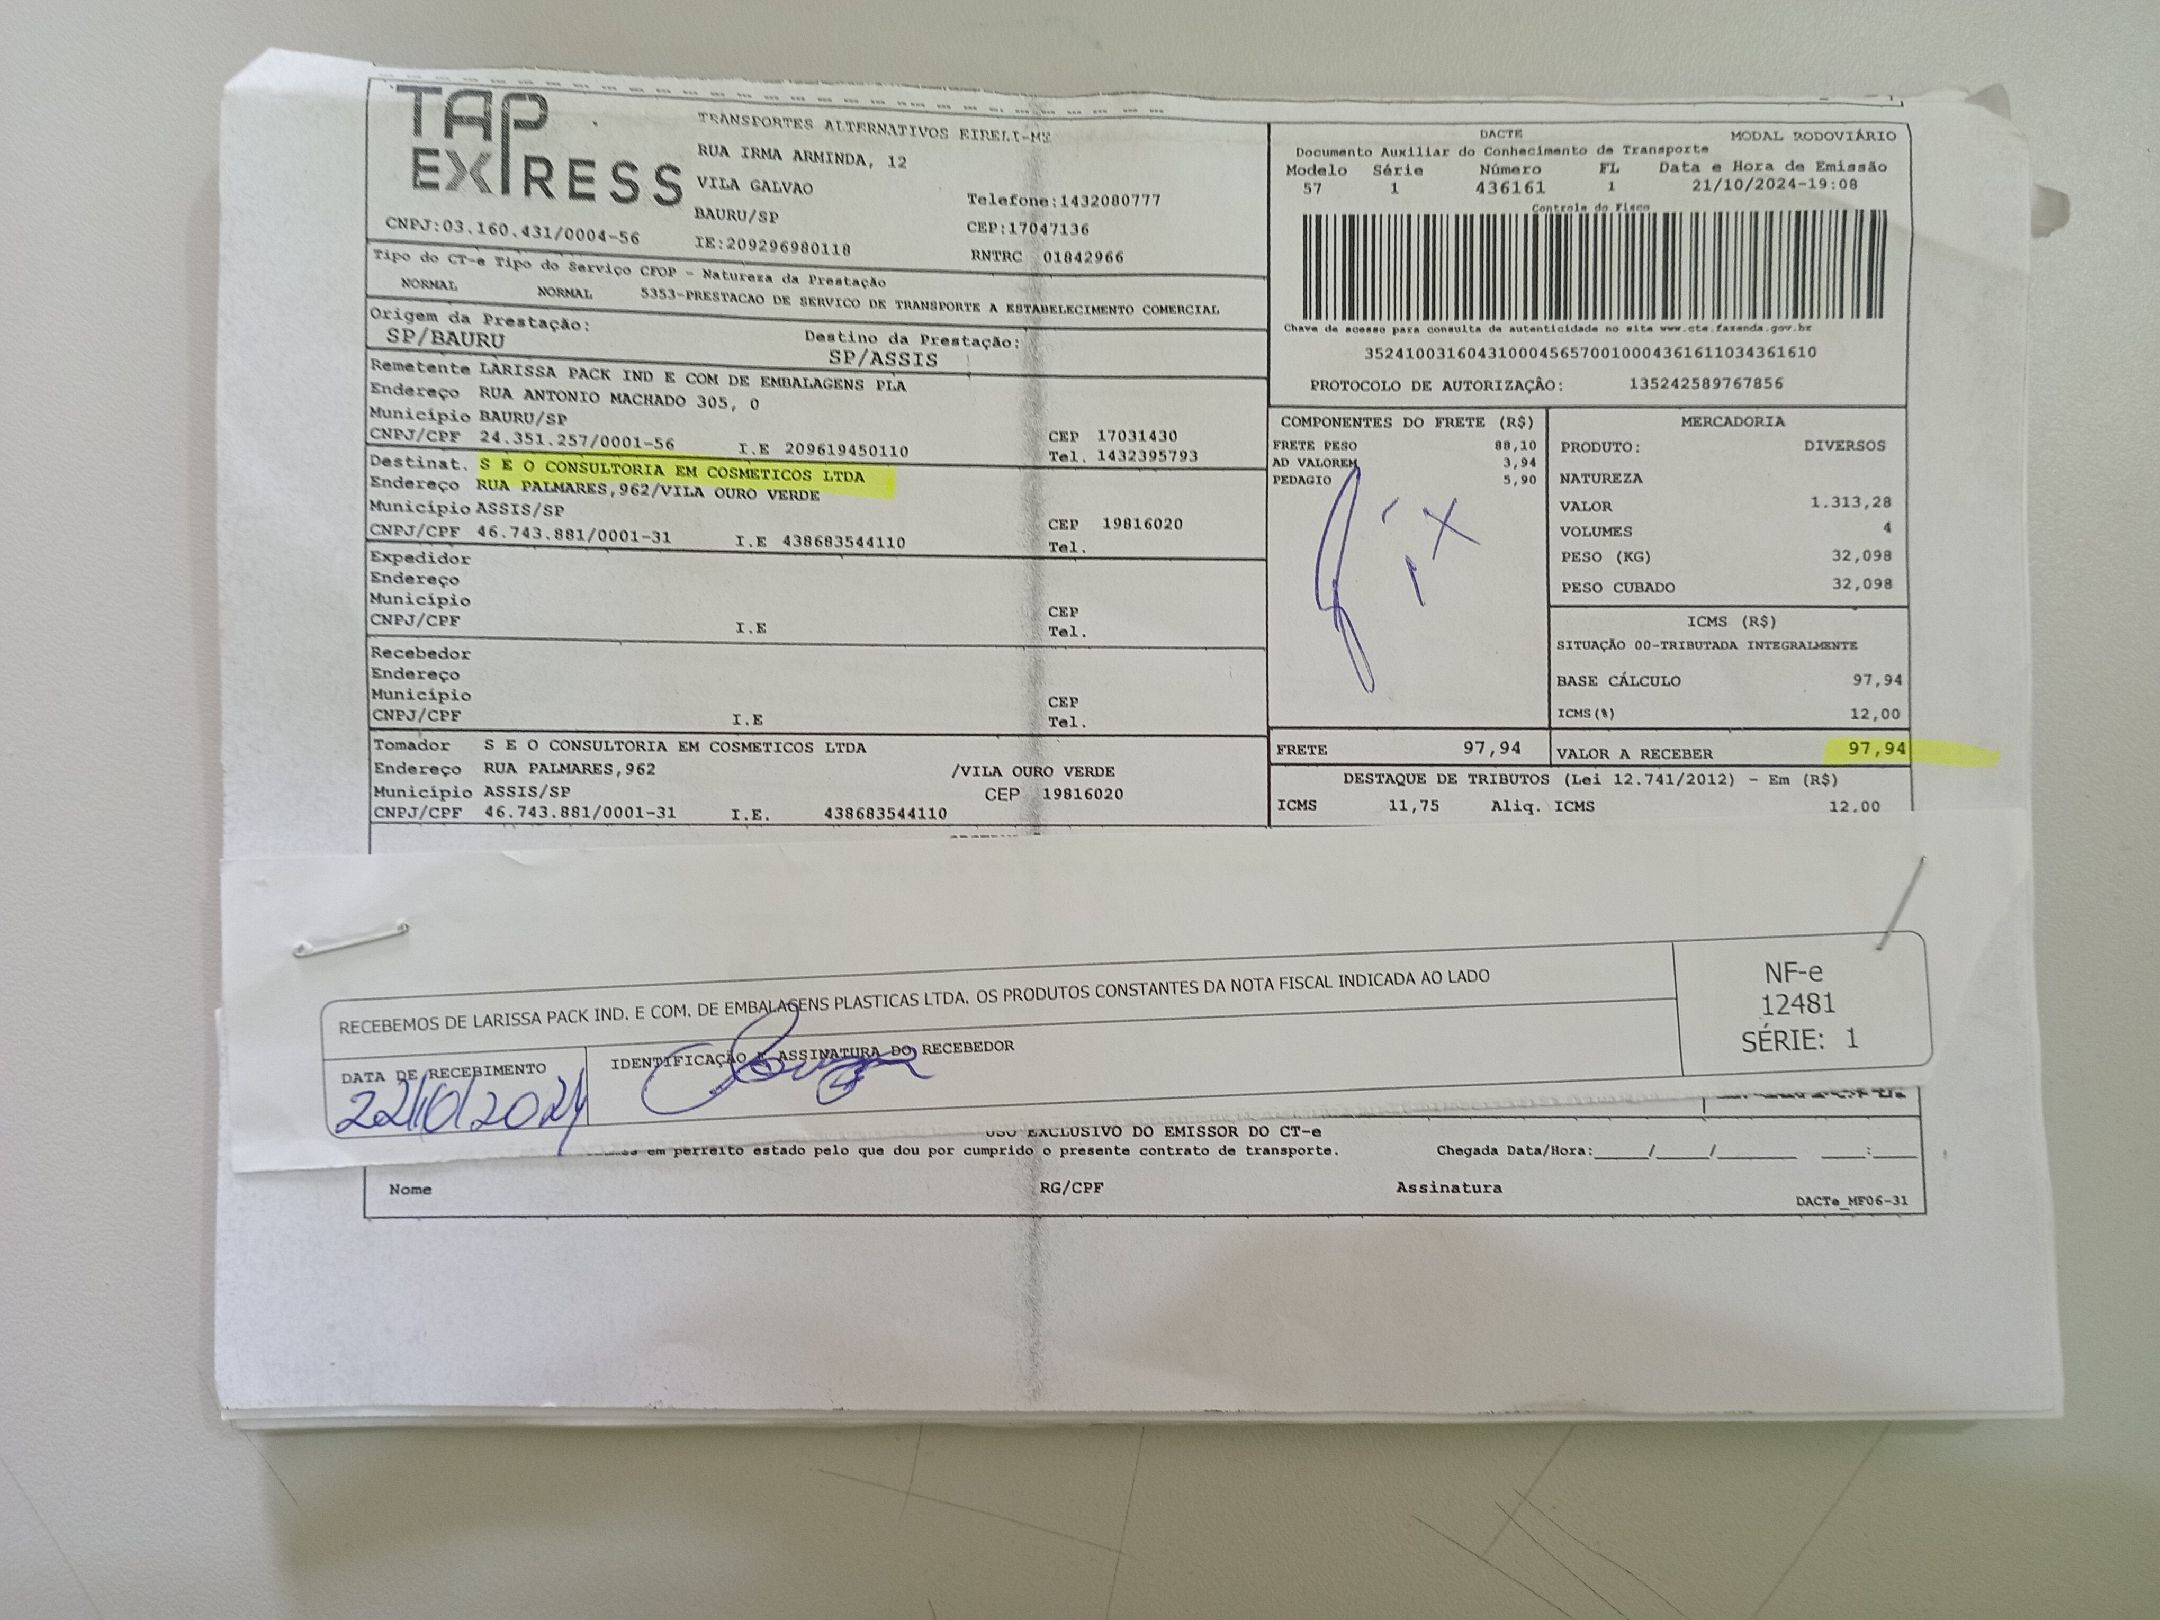 TAP EXPRESS
TRANSPORTES ALTERNATIVOS EIRELI-ME
RUA IRMA ARMINDA, 12
VILA GALVAO
BAURU/SP
Telefone:1432080777
CEP:17047136
CNPJ:03.160.431/0004-56
IE:209296980118
RNTRC 01842966
DACTE MODAL RODOVIÁRIO
Documento Auxiliar do Conhecimento de Transporte
Modelo Série Número FL Data e Hora de Emissão
57 1 436161 1 21/10/2024-19:08
Controle do Fisco
Chave de acesso para consulta de autenticidade no site www.cte.fazenda.gov.br
35241003160431000456570010004361611034361610
PROTOCOLO DE AUTORIZAÇÂO: 135242589767856
Tipo do CT-e Tipo do Serviço CFOP - Natureza da Prestação
NORMAL NORMAL 5353-PRESTACAO DE SERVICO DE TRANSPORTE A ESTABELECIMENTO COMERCIAL
Origem da Prestação: Destino da Prestação:
SP/BAURU SP/ASSIS
Remetente LARISSA PACK IND E COM DE EMBALAGENS PLA
Endereço RUA ANTONIO MACHADO 305, 0
Município BAURU/SP CEP 17031430
CNPJ/CPF 24.351.257/0001-56 I.E 209619450110 Tel. 1432395793
Destinat. S E O CONSULTORIA EM COSMETICOS LTDA
Endereço RUA PALMARES,962/VILA OURO VERDE
Município ASSIS/SP CEP 19816020
CNPJ/CPF 46.743.881/0001-31 I.E 438683544110 Tel.
Expedidor
Endereço
Município CEP
CNPJ/CPF I.E Tel.
Recebedor
Endereço
Município CEP
CNPJ/CPF I.E Tel.
Tomador S E O CONSULTORIA EM COSMETICOS LTDA
Endereço RUA PALMARES,962 /VILA OURO VERDE
Município ASSIS/SP CEP 19816020
CNPJ/CPF 46.743.881/0001-31 I.E. 438683544110
COMPONENTES DO FRETE (R$)
FRETE PESO 88,10
AD VALOREM 3,94
PEDAGIO 5,90
MERCADORIA
PRODUTO: DIVERSOS
NATUREZA
VALOR 1.313,28
VOLUMES 4
PESO (KG) 32,098
PESO CUBADO 32,098
ICMS (R$)
SITUAÇÃO 00-TRIBUTADA INTEGRALMENTE
BASE CÁLCULO 97,94
ICMS(%) 12,00
FRETE 97,94 VALOR A RECEBER 97,94
DESTAQUE DE TRIBUTOS (Lei 12.741/2012) - Em (R$)
ICMS 11,75 Aliq. ICMS 12.00
RECEBEMOS DE LARISSA PACK IND. E COM. DE EMBALAGENS PLASTICAS LTDA. OS PRODUTOS CONSTANTES DA NOTA FISCAL INDICADA AO LADO
NF-e
12481
SÉRIE: 1
DATA DE RECEBIMENTO
22/10/2024
IDENTIFICAÇÃO E ASSINATURA DO RECEBEDOR
USO EXCLUSIVO DO EMISSOR DO CT-e
em perfeito estado pelo que dou por cumprido o presente contrato de transporte. Chegada Data/Hora:____/____/______ ___:___
Nome RG/CPF Assinatura
DACTe_MF06-31